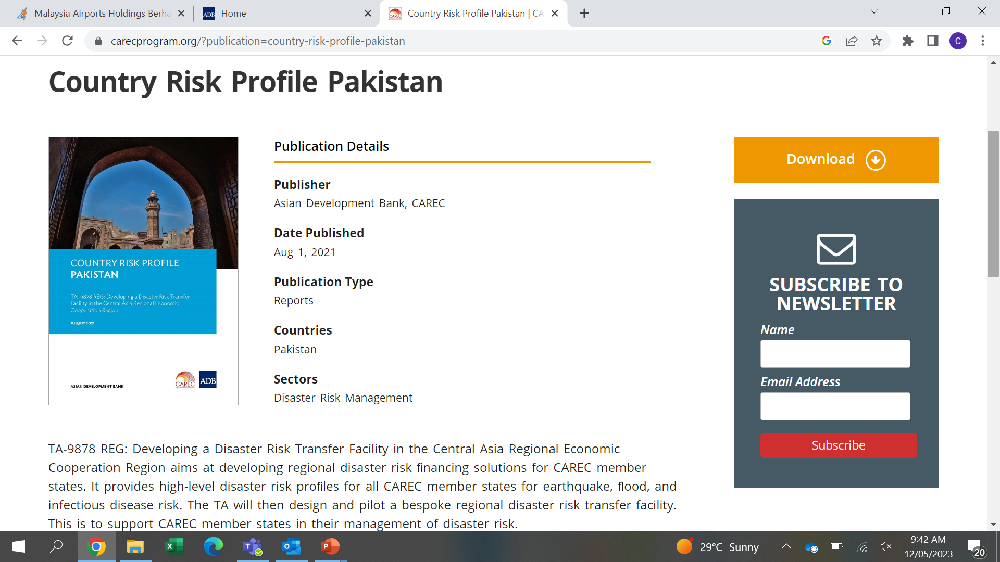 Malaysia Airports Holdings Berha
ADB Home
CAREC Country Risk Profile Pakistan | CA
carecprogram.org/?publication=country-risk-profile-pakistan
G
C
Country Risk Profile Pakistan
COUNTRY RISK PROFILE
PAKISTAN
TA-9878 REG: Developing a Disaster Risk Transfer
Facility in the Central Asia Regional Economic
Cooperation Region
August 2021
ASIAN DEVELOPMENT BANK
CAREC
ADB
Publication Details
Publisher
Asian Development Bank, CAREC
Date Published
Aug 1, 2021
Publication Type
Reports
Countries
Pakistan
Sectors
Disaster Risk Management
Download
SUBSCRIBE TO
NEWSLETTER
Name
Email Address
Subscribe
TA-9878 REG: Developing a Disaster Risk Transfer Facility in the Central Asia Regional Economic
Cooperation Region aims at developing regional disaster risk financing solutions for CAREC member
states. It provides high-level disaster risk profiles for all CAREC member states for earthquake, flood, and
infectious disease risk. The TA will then design and pilot a bespoke regional disaster risk transfer facility.
This is to support CAREC member states in their management of disaster risk.
29°C Sunny
9:42 AM
12/05/2023
20